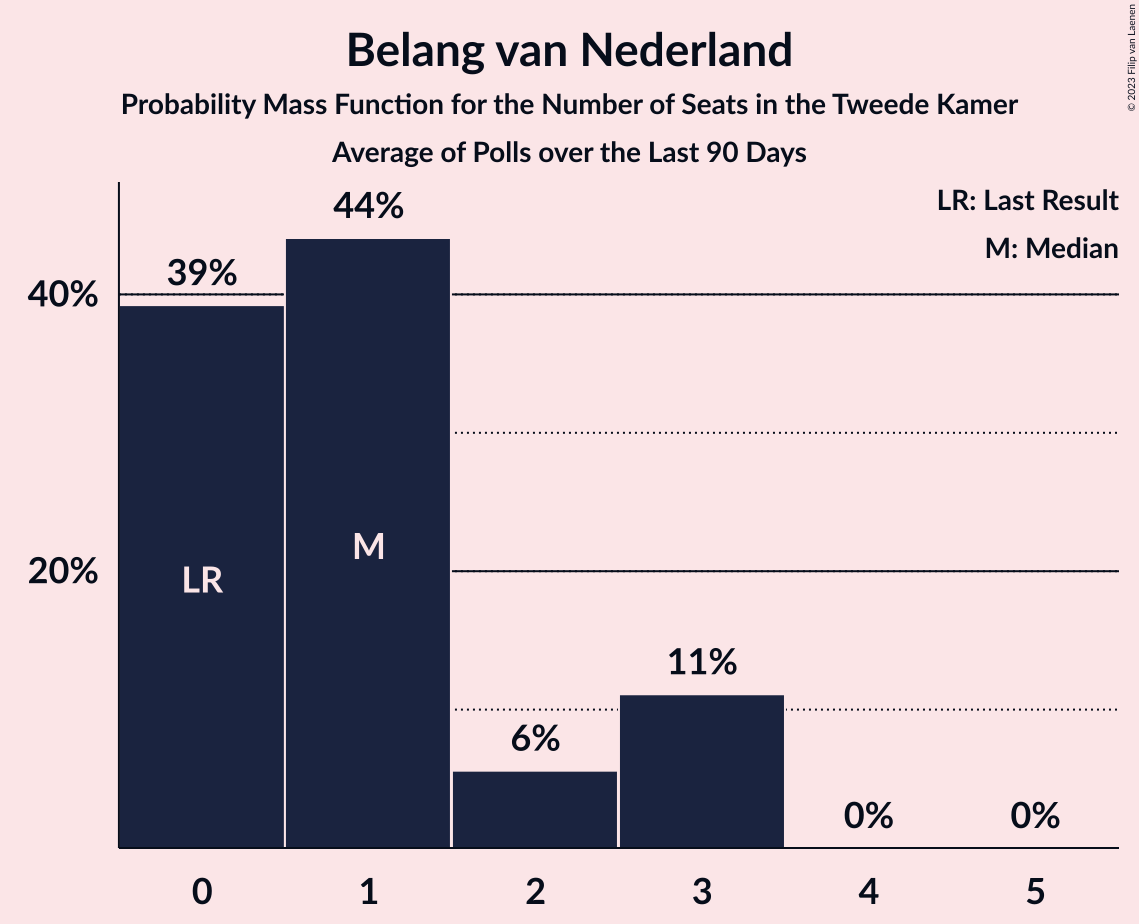 Belang van Nederland
Probability Mass Function for the Number of Seats in the Tweede Kamer
Average of Polls over the Last 90 Days
© 2023 Filip van Laenen
LR: Last Result
M: Median
40%
20%
39%
44%
6%
11%
0%
0%
LR
M
0
1
2
3
4
5